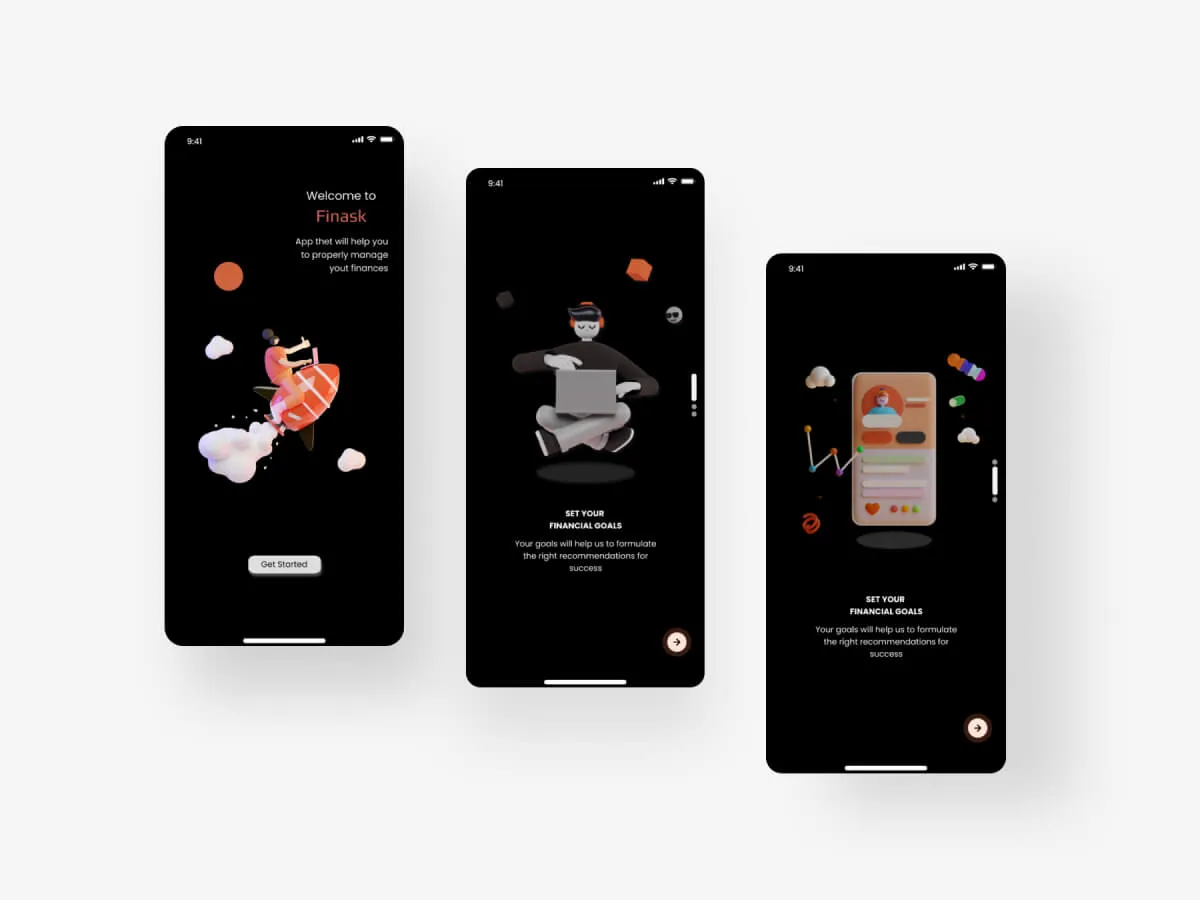 9:41
Welcome to
Finask
App thet will help you
to properly manage
yout finances
Get Started
9:41
SET YOUR
FINANCIAL GOALS
Your goals will help us to formulate
the right recommendations for
success
9:41
SET YOUR
FINANCIAL GOALS
Your goals will help us to formulate
the right recommendations for
success